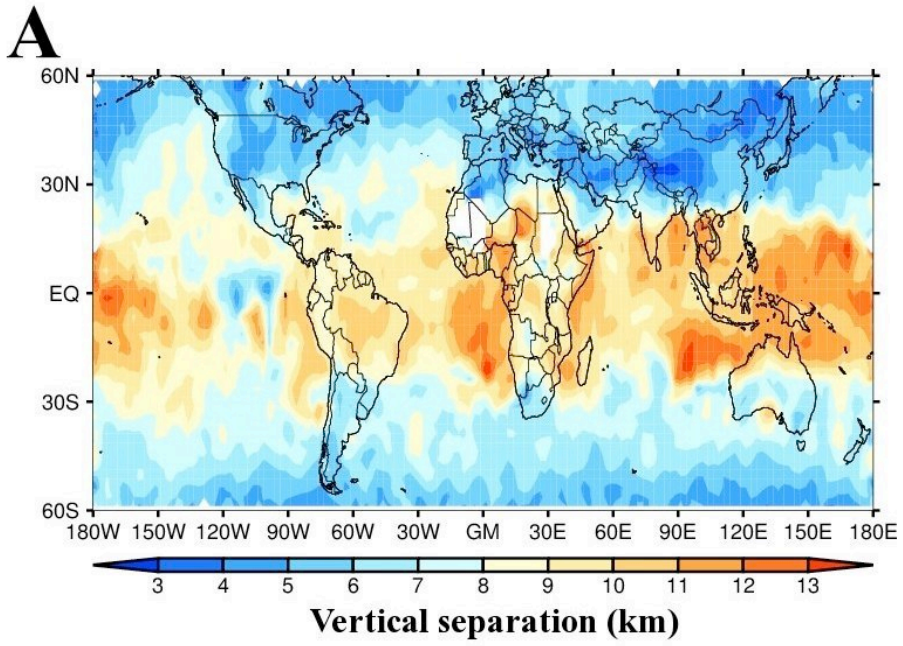 A
60N
30N
EQ
30S
60S
180W 150W 120W 90W 60W 30W GM 30E 60E 90E 120E 150E 180E
3 4 5 6 7 8 9 10 11 12 13
Vertical separation (km)